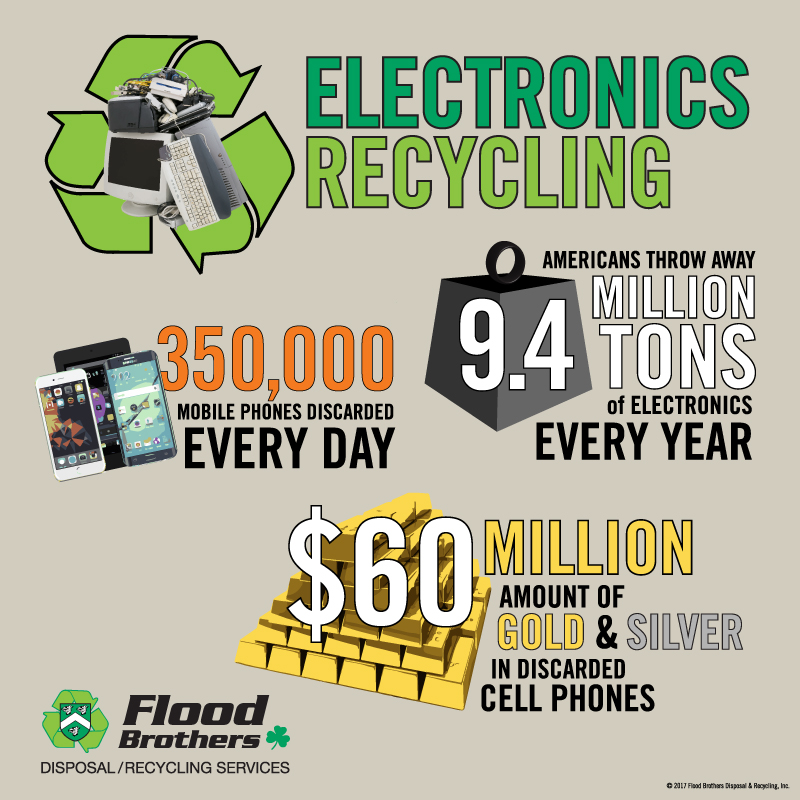 ELECTRONICS
RECYCLING
AMERICANS THROW AWAY
9.4 MILLION
TONS
of ELECTRONICS
EVERY YEAR
350,000
MOBILE PHONES DISCARDED
EVERY DAY
$60 MILLION
AMOUNT OF
GOLD & SILVER
IN DISCARDED
CELL PHONES
Flood
Brothers
DISPOSAL/RECYCLING SERVICES
© 2017 Flood Brothers Disposal & Recycling, Inc.